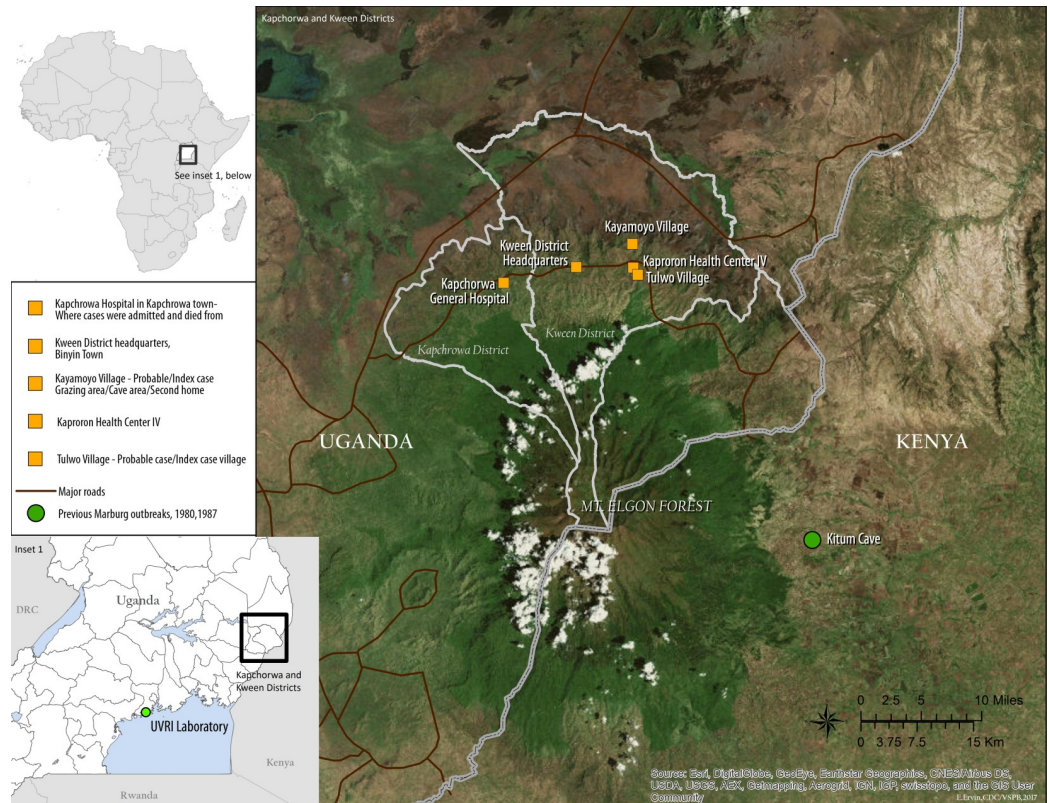 See inset 1, below
Kapchrowa Hospital in Kapchrowa town-
Where cases were admitted and died from
Kween District headquarters,
Binyin Town
Kayamoyo Village - Probable/Index case
Grazing area/Cave area/Second home
Kaproron Health Center IV
Tulwo Village - Probable case/Index case village
Major roads
Previous Marburg outbreaks, 1980,1987
Inset 1
DRC
Uganda
Kapchorwa and
Kween Districts
UVRI Laboratory
Kenya
Rwanda
Kapchorwa and Kween Districts
Kayamoyo Village
Kween District
Headquarters
Kaproron Health Center IV
Tulwo Village
Kapchorwa
General Hospital
Kween District
Kapchrowa District
UGANDA
KENYA
MT. ELGON FOREST
Kitum Cave
0 2.5 5 10 Miles
0 3.75 7.5 15 Km
Source: Esri, DigitalGlobe, GeoEye, Earthstar Geographics, CNES/Airbus DS,
USDA, USGS, AEX, Getmapping, Aerogrid, IGN, IGP, swisstopo, and the GIS User
Community
E.Ervin,CDC/VSPB,2017